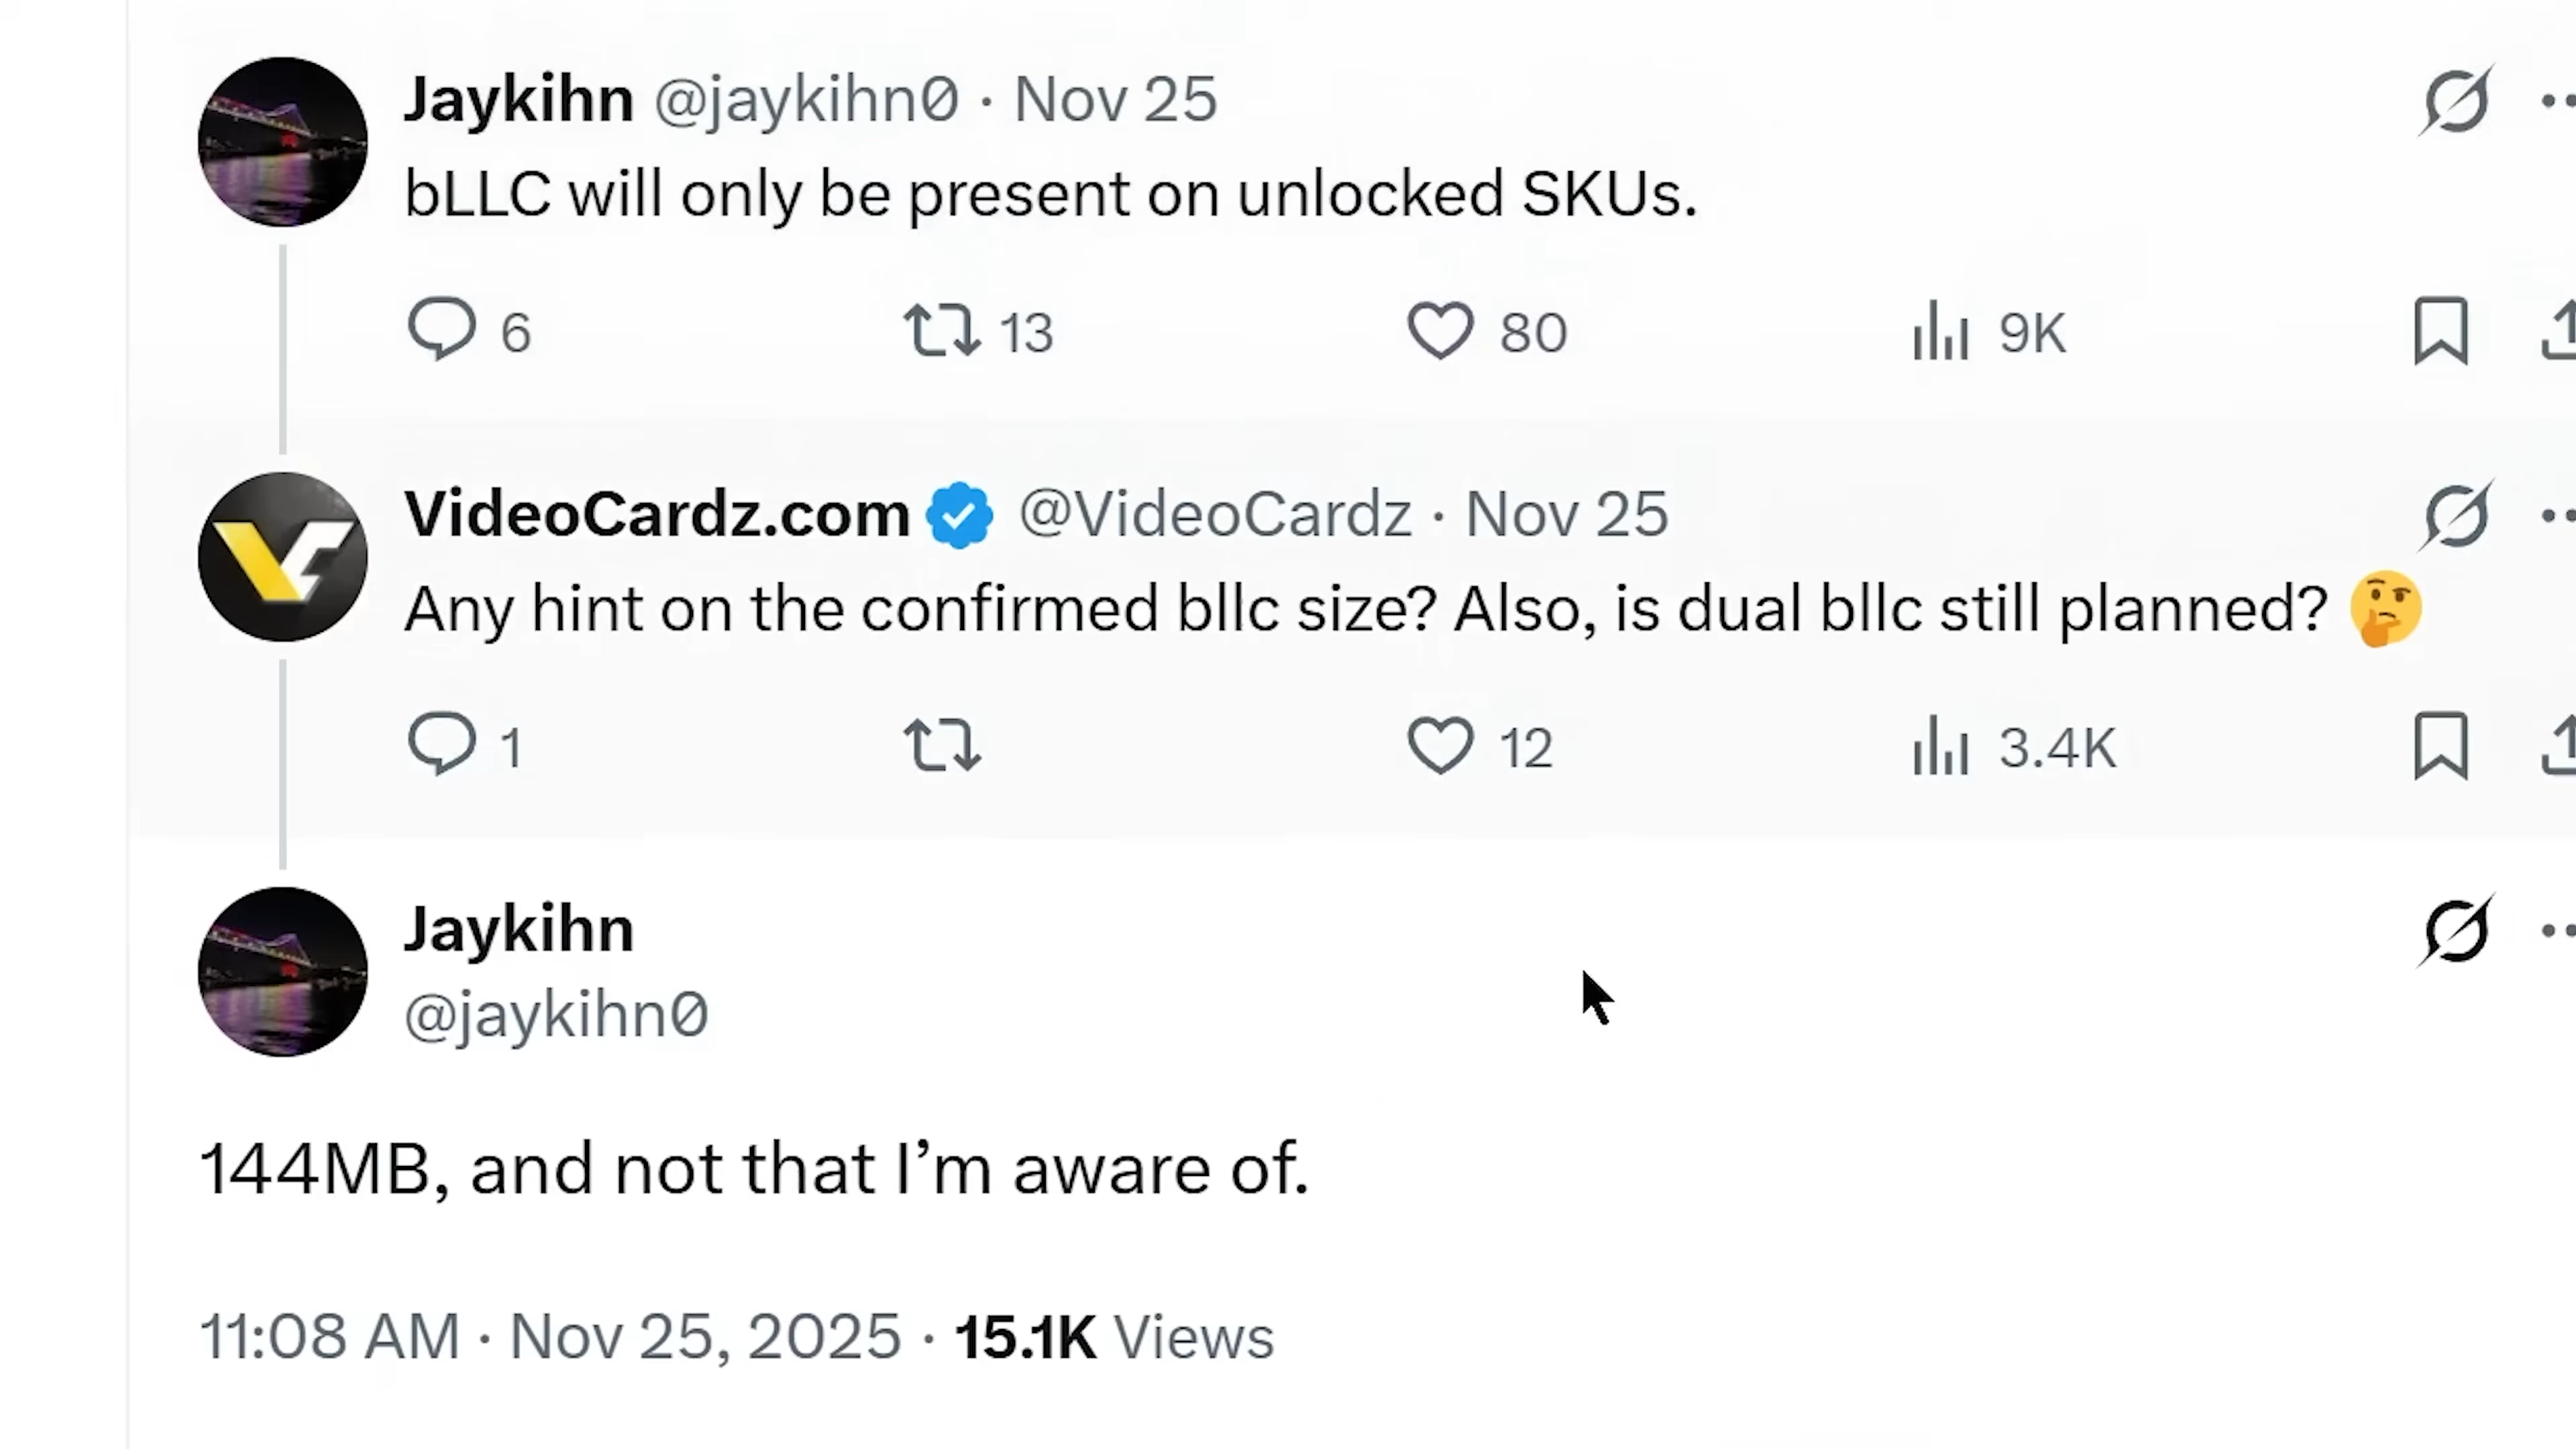 Jaykihn @jaykihn0 · Nov 25
bLLC will only be present on unlocked SKUs.
6 13 80 9K
VideoCardz.com @VideoCardz · Nov 25
Any hint on the confirmed bllc size? Also, is dual bllc still planned? 🤔
1 12 3.4K
Jaykihn
@jaykihn0
144MB, and not that I’m aware of.
11:08 AM · Nov 25, 2025 · 15.1K Views